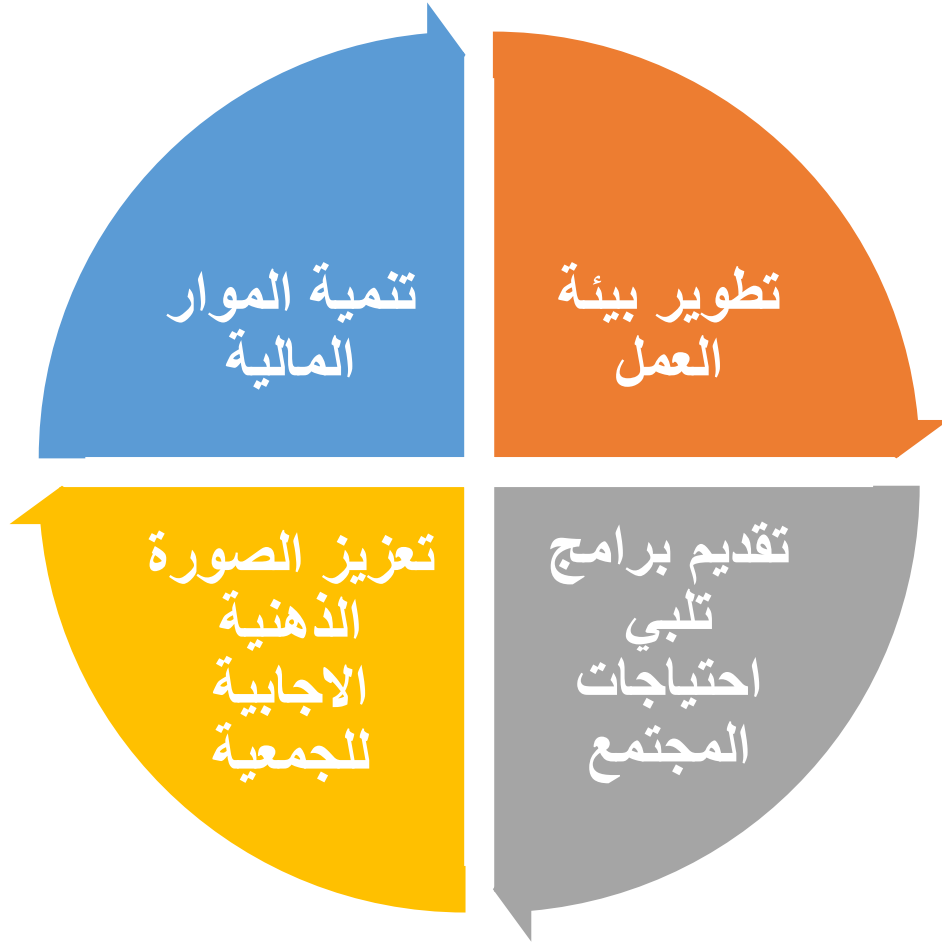 تطوير بيئة
العمل
تقديم برامج
تلبي
احتياجات
المجتمع
تعزيز الصورة
الذهنية
الاجابية
للجمعية
تنمية الموار
المالية